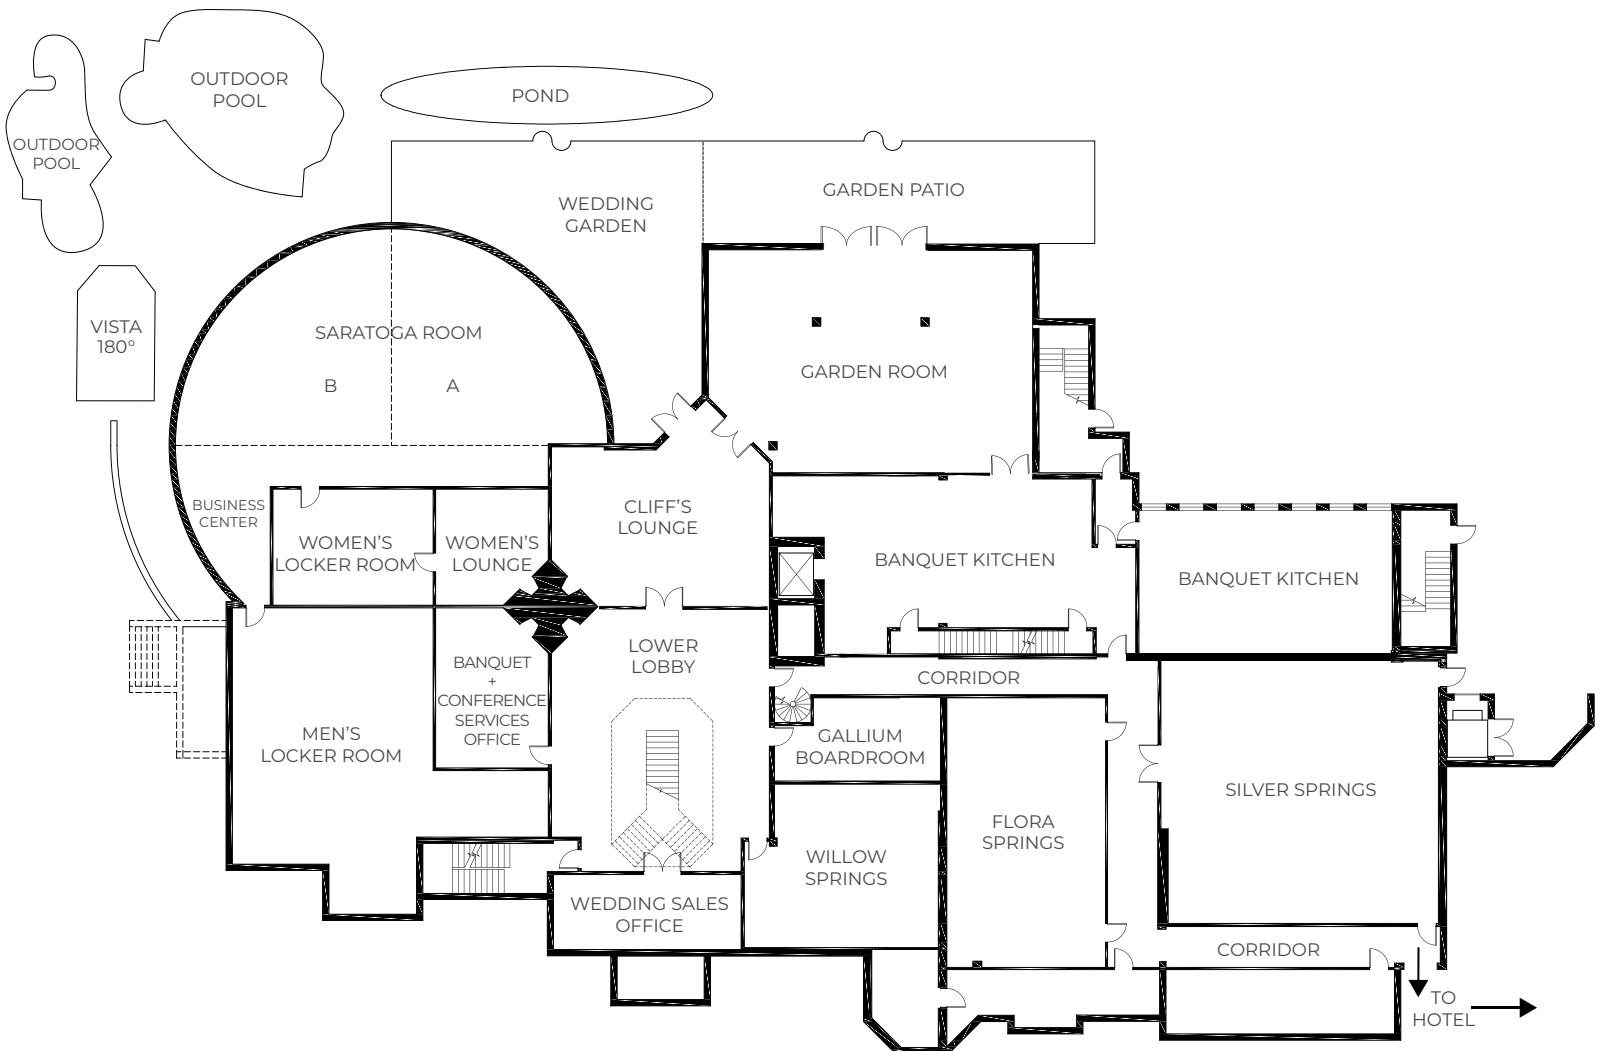 OUTDOOR
POOL
OUTDOOR
POOL
POND
WEDDING
GARDEN
GARDEN PATIO
VISTA
180°
SARATOGA ROOM
B
A
GARDEN ROOM
BUSINESS
CENTER
WOMEN'S
LOCKER ROOM
WOMEN'S
LOUNGE
CLIFF'S
LOUNGE
BANQUET KITCHEN
BANQUET KITCHEN
LOWER
LOBBY
BANQUET
+
CONFERENCE
SERVICES
OFFICE
MEN'S
LOCKER ROOM
CORRIDOR
GALLIUM
BOARDROOM
WILLOW
SPRINGS
FLORA
SPRINGS
SILVER SPRINGS
WEDDING SALES
OFFICE
CORRIDOR
TO
HOTEL